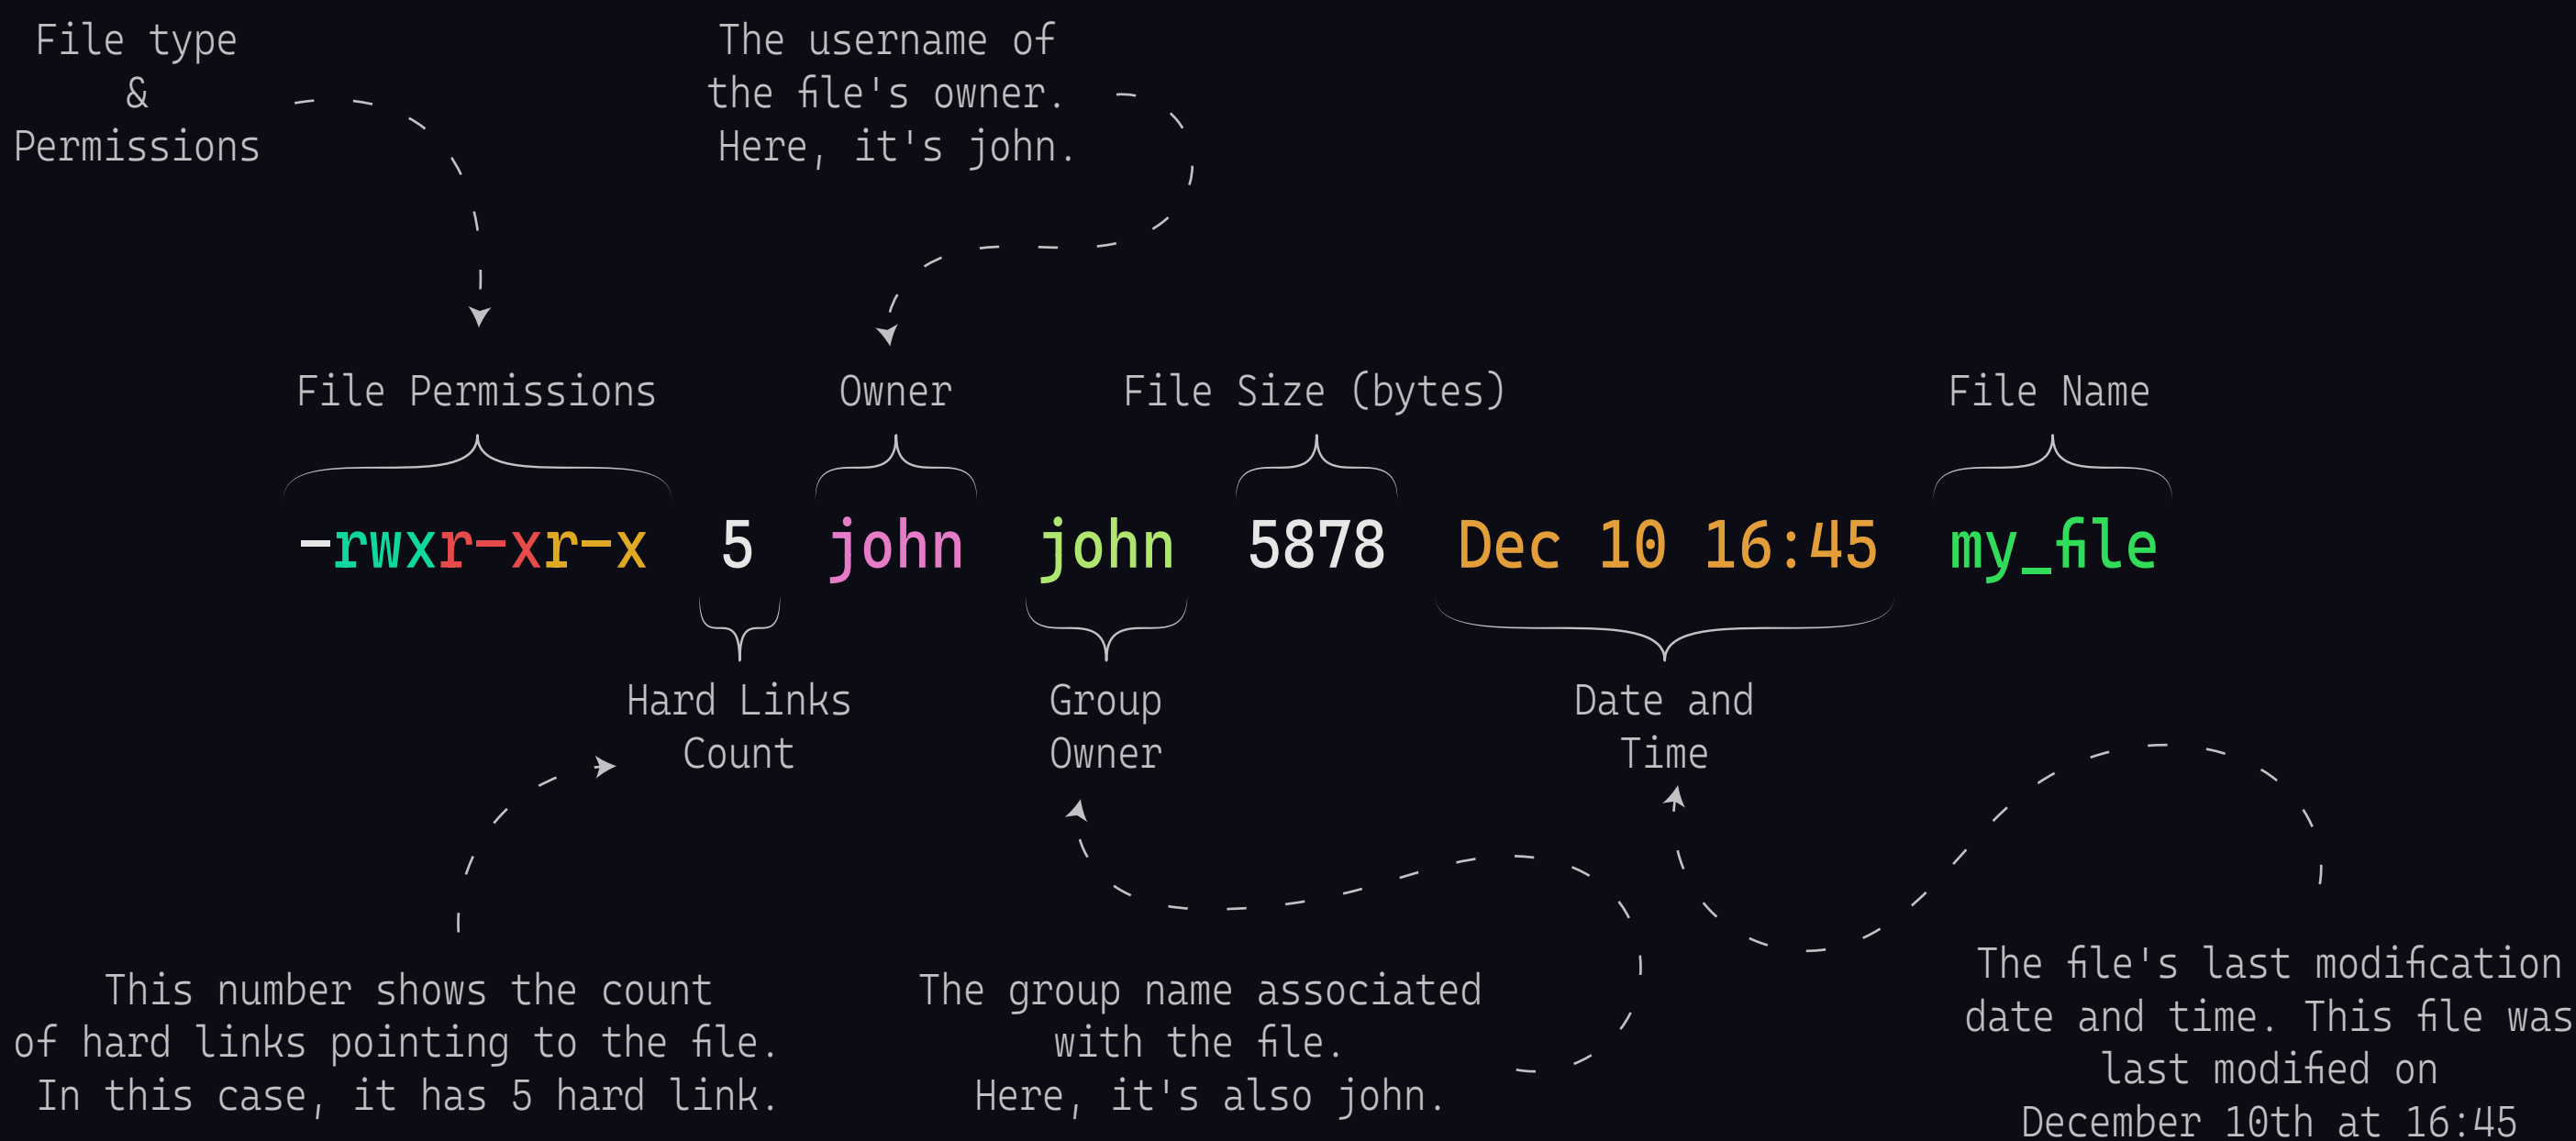 File type
&
Permissions
The username of
the file's owner.
Here, it's john.
File Permissions
Owner
File Size (bytes)
File Name
-rwxr-xr-x 5 john john 5878 Dec 10 16:45 my_file
Hard Links
Count
Group
Owner
Date and
Time
This number shows the count
of hard links pointing to the file.
In this case, it has 5 hard link.
The group name associated
with the file.
Here, it's also john.
The file's last modification
date and time. This file was
last modified on
December 10th at 16:45